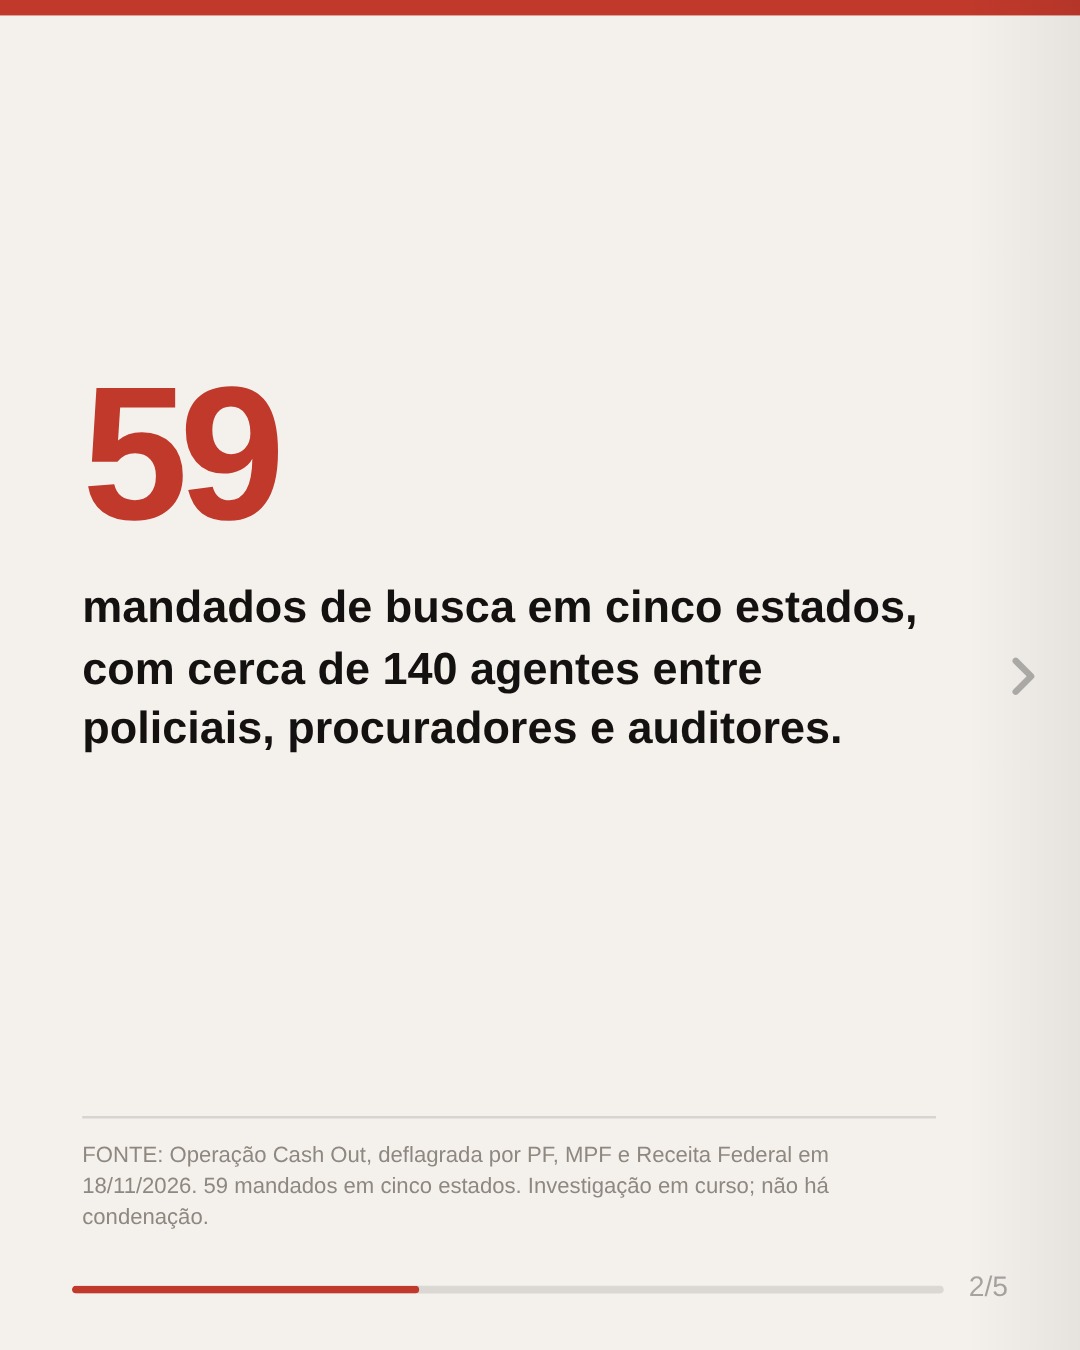 59
mandados de busca em cinco estados,
com cerca de 140 agentes entre
policiais, procuradores e auditores.
FONTE: Operação Cash Out, deflagrada por PF, MPF e Receita Federal em
18/11/2026. 59 mandados em cinco estados. Investigação em curso; não há
condenação.
2/5